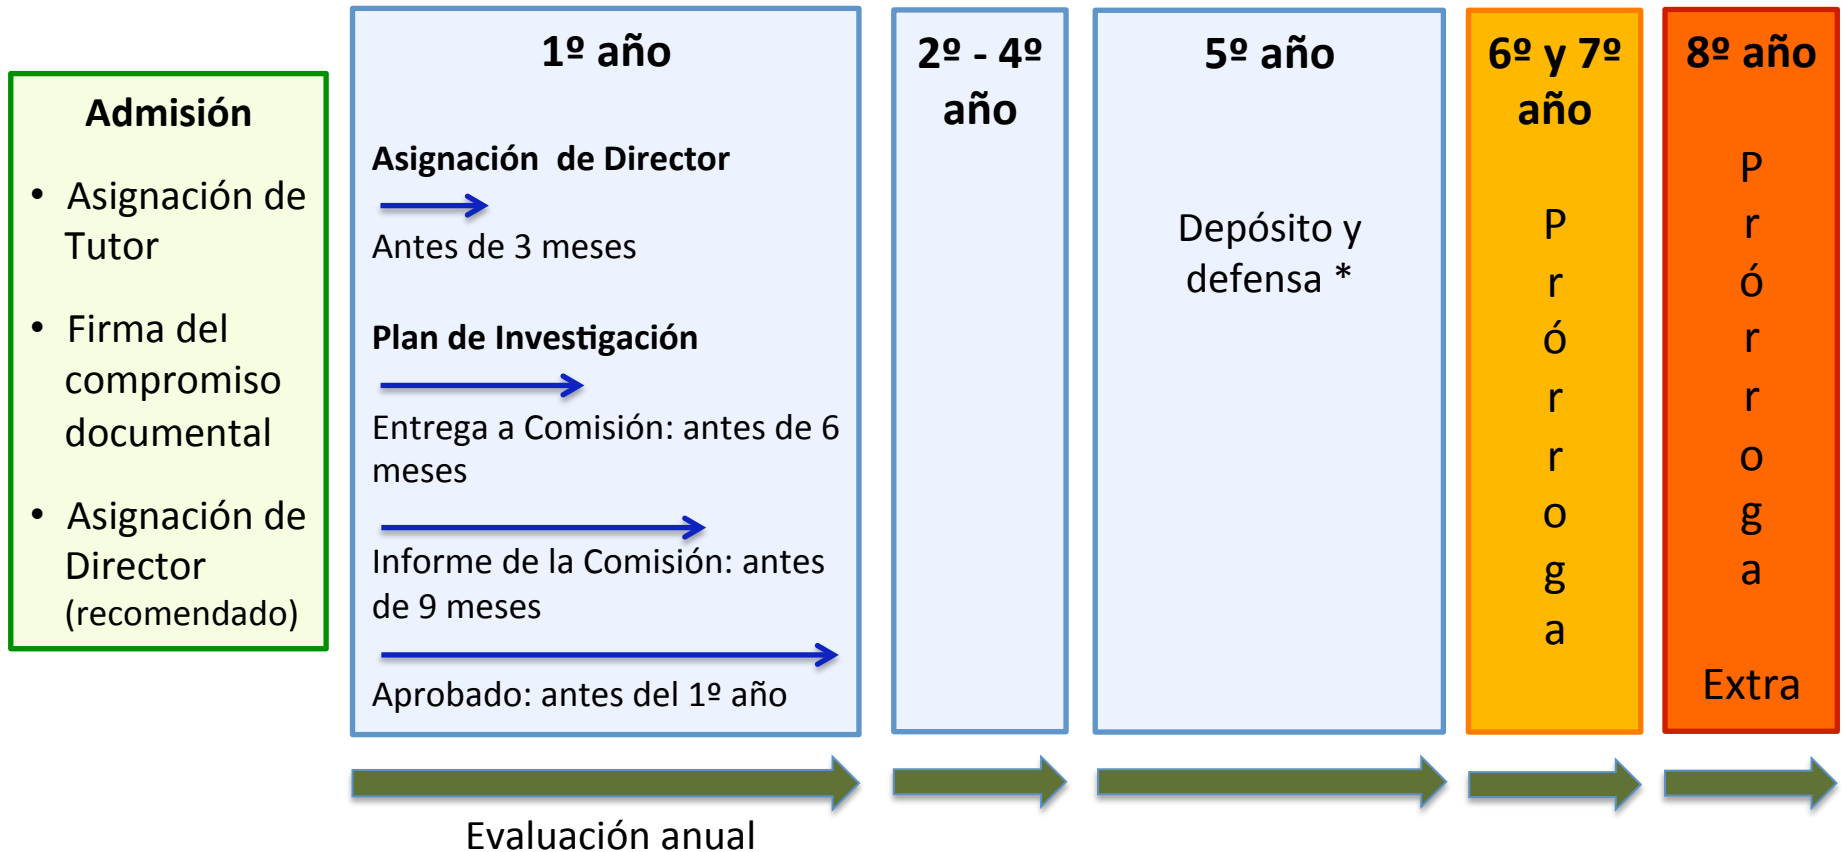 Admisión
• Asignación de
Tutor
• Firma del
compromiso
documental
• Asignación de
Director
(recomendado)
1º año
Asignación de Director
Antes de 3 meses
Plan de Investigación
Entrega a Comisión: antes de 6
meses
Informe de la Comisión: antes
de 9 meses
Aprobado: antes del 1º año
2º - 4º
año
5º año
Depósito y
defensa *
6º y 7º
año
P
r
ó
r
r
o
g
a
8º año
P
r
ó
r
r
o
g
a
Extra
Evaluación anual